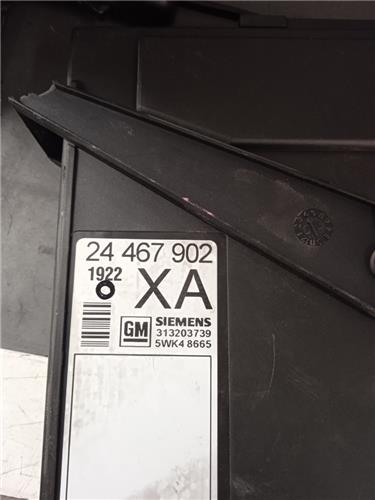 24 467 902
1922
XA
GM SIEMENS
313203739
5WK4 8665